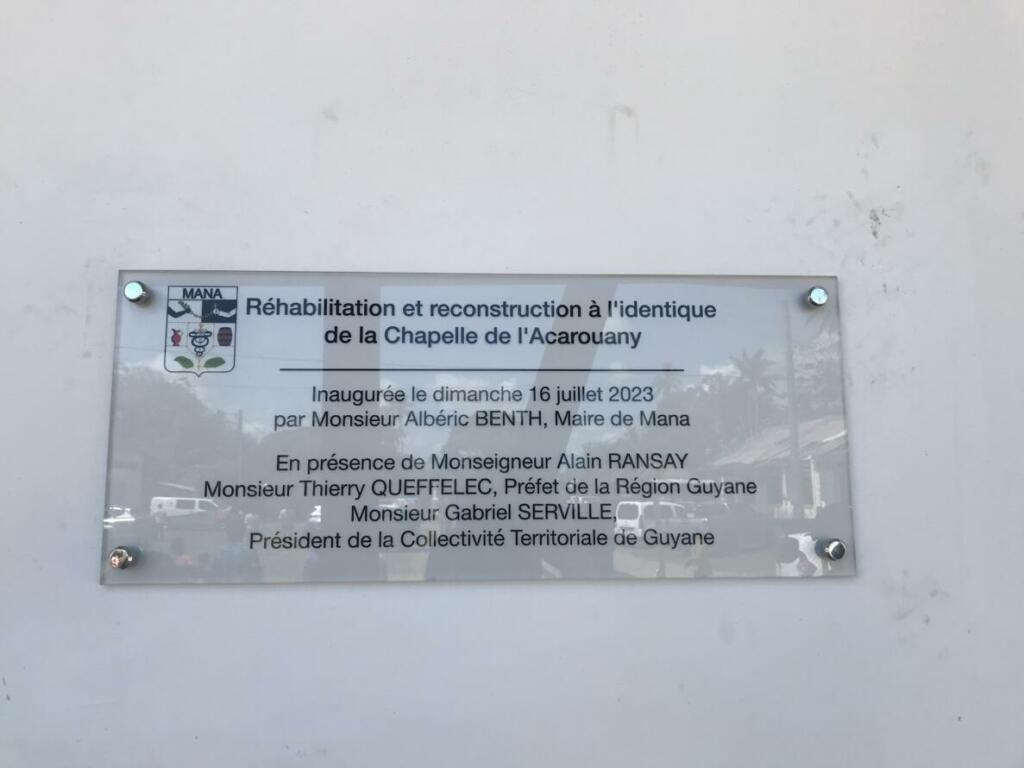 MANA
Réhabilitation et reconstruction à l'identique
de la Chapelle de l'Acarouany
Inaugurée le dimanche 16 juillet 2023
par Monsieur Albéric BENTH, Maire de Mana
En présence de Monseigneur Alain RANSAY
Monsieur Thierry QUEFFELEC, Préfet de la Région Guyane
Monsieur Gabriel SERVILLE,
Président de la Collectivité Territoriale de Guyane